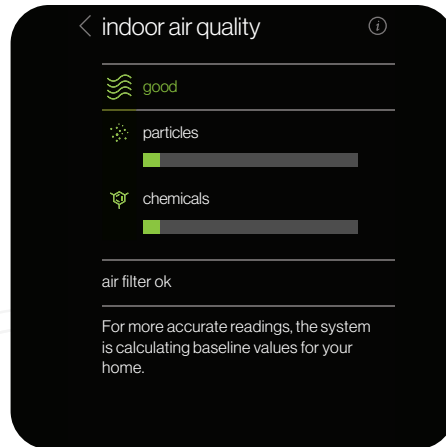 indoor air quality
good
particles
chemicals
air filter ok
For more accurate readings, the system
is calculating baseline values for your
home.